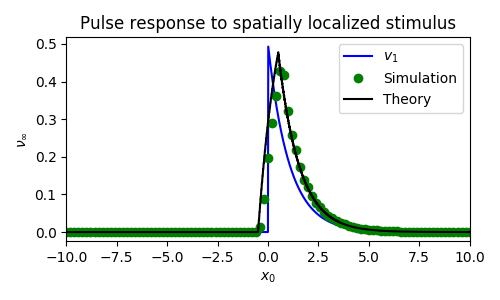 Pulse response to spatially localized stimulus
ν∞
0.5
0.4
0.3
0.2
0.1
0.0
v₁
Simulation
Theory
−10.0 −7.5 −5.0 −2.5 0.0 2.5 5.0 7.5 10.0
x₀